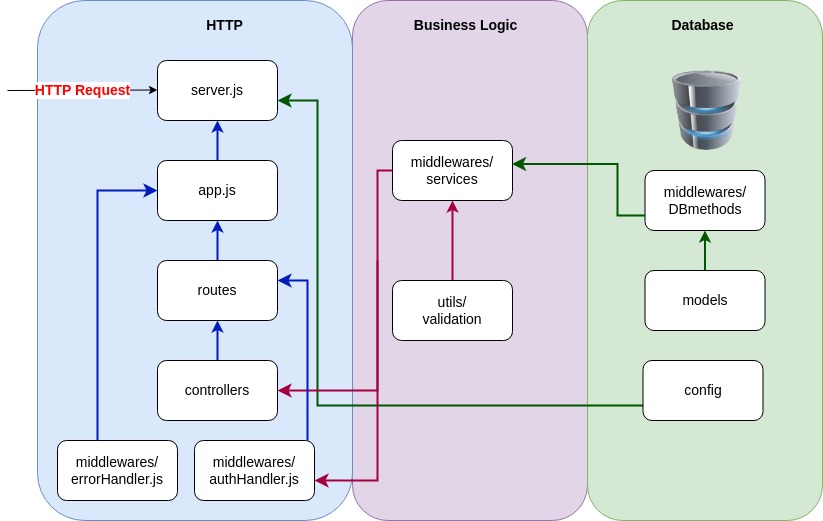 HTTP
Business Logic
Database
HTTP Request
server.js
app.js
routes
controllers
middlewares/
errorHandler.js
middlewares/
authHandler.js
middlewares/
services
utils/
validation
middlewares/
DBmethods
models
config